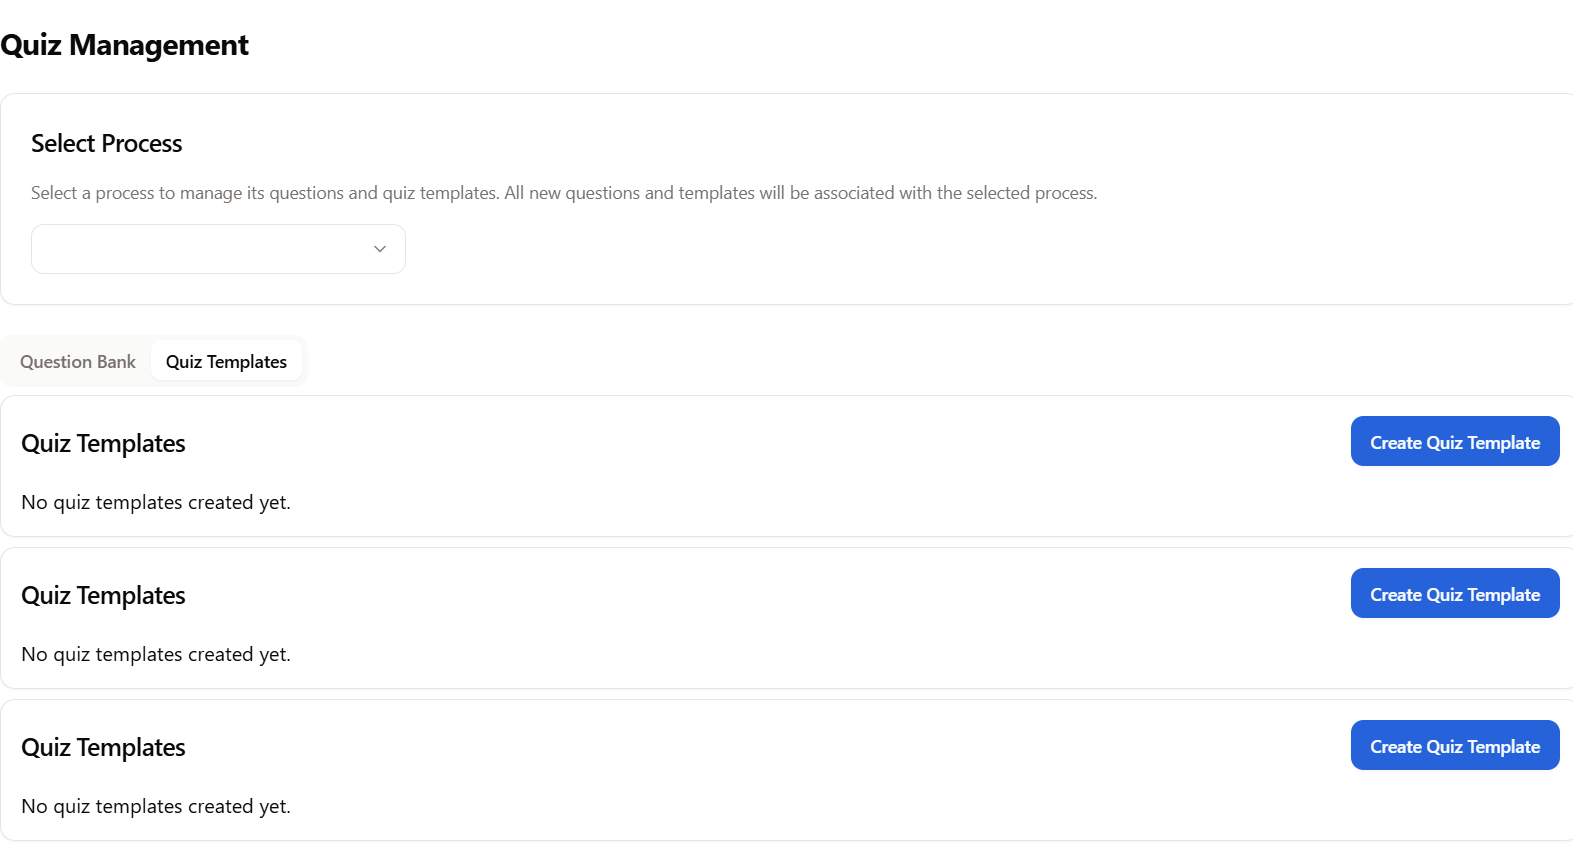 Quiz Management
Select Process
Select a process to manage its questions and quiz templates. All new questions and templates will be associated with the selected process.
Question Bank
Quiz Templates
Quiz Templates
Create Quiz Template
No quiz templates created yet.
Quiz Templates
Create Quiz Template
No quiz templates created yet.
Quiz Templates
Create Quiz Template
No quiz templates created yet.